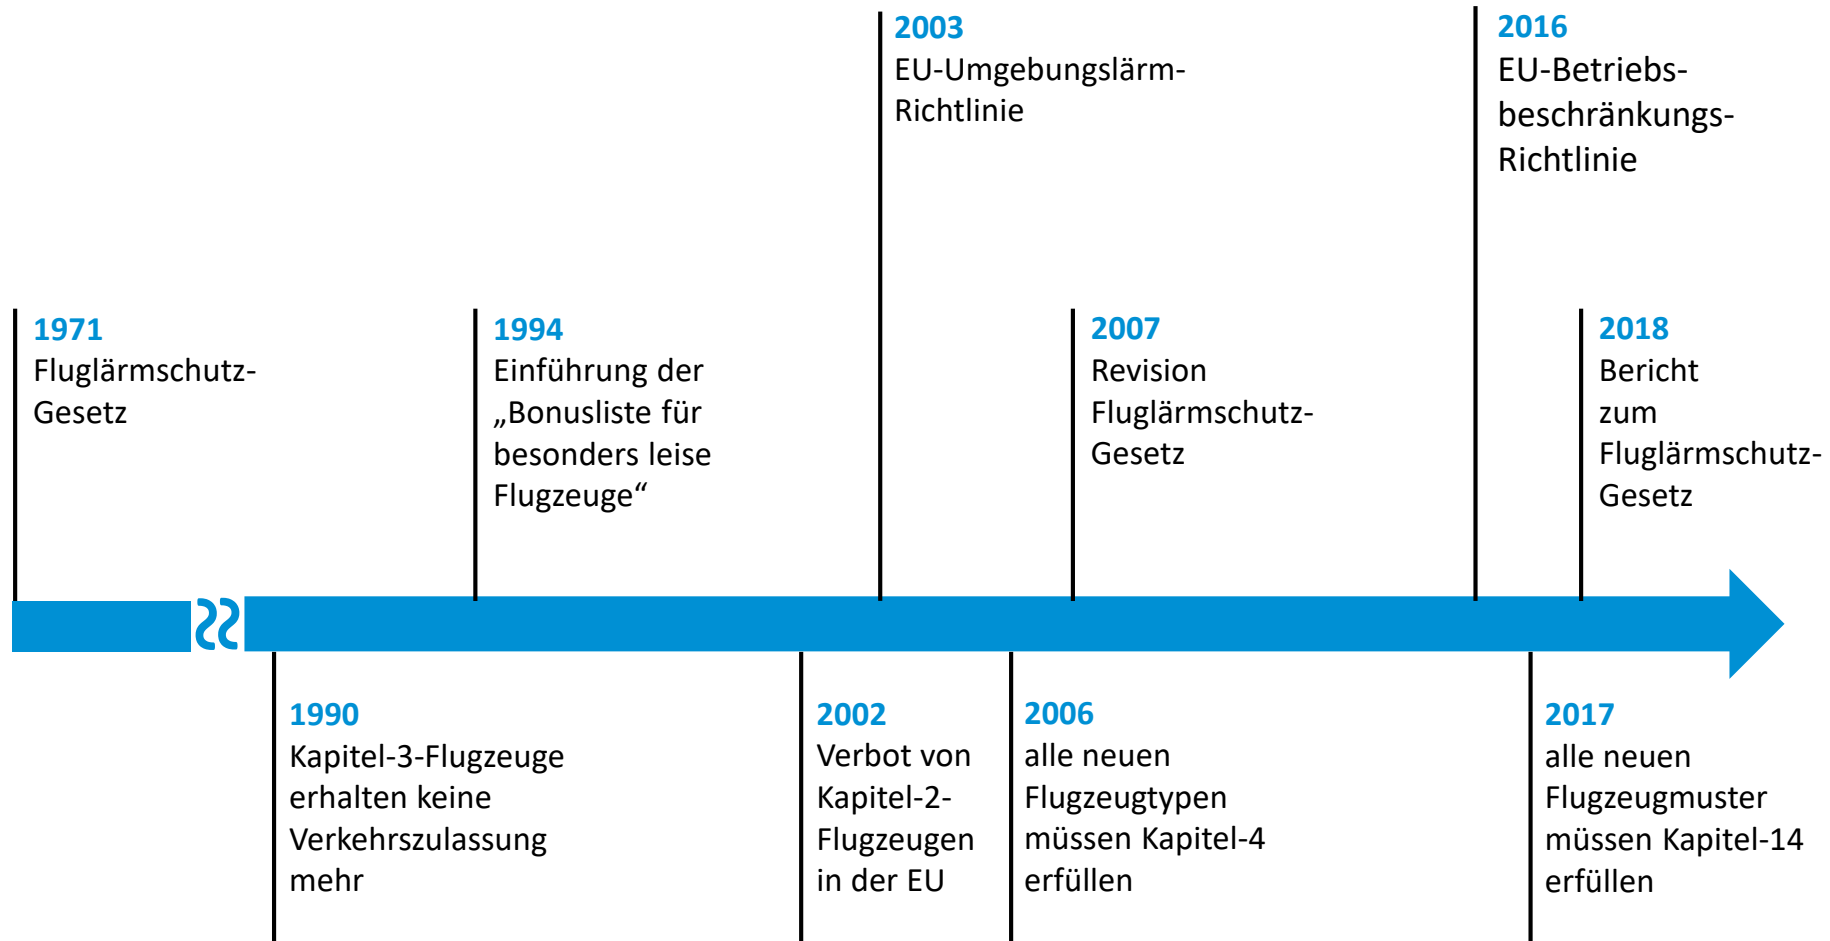 2003
EU-Umgebungslärm-
Richtlinie
2016
EU-Betriebs-
beschränkungs-
Richtlinie
1971
Fluglärmschutz-
Gesetz
1994
Einführung der
„Bonusliste für
besonders leise
Flugzeuge“
2007
Revision
Fluglärmschutz-
Gesetz
2018
Bericht
zum
Fluglärmschutz-
Gesetz
1990
Kapitel-3-Flugzeuge
erhalten keine
Verkehrszulassung
mehr
2002
Verbot von
Kapitel-2-
Flugzeugen
in der EU
2006
alle neuen
Flugzeugtypen
müssen Kapitel-4
erfüllen
2017
alle neuen
Flugzeugmuster
müssen Kapitel-14
erfüllen